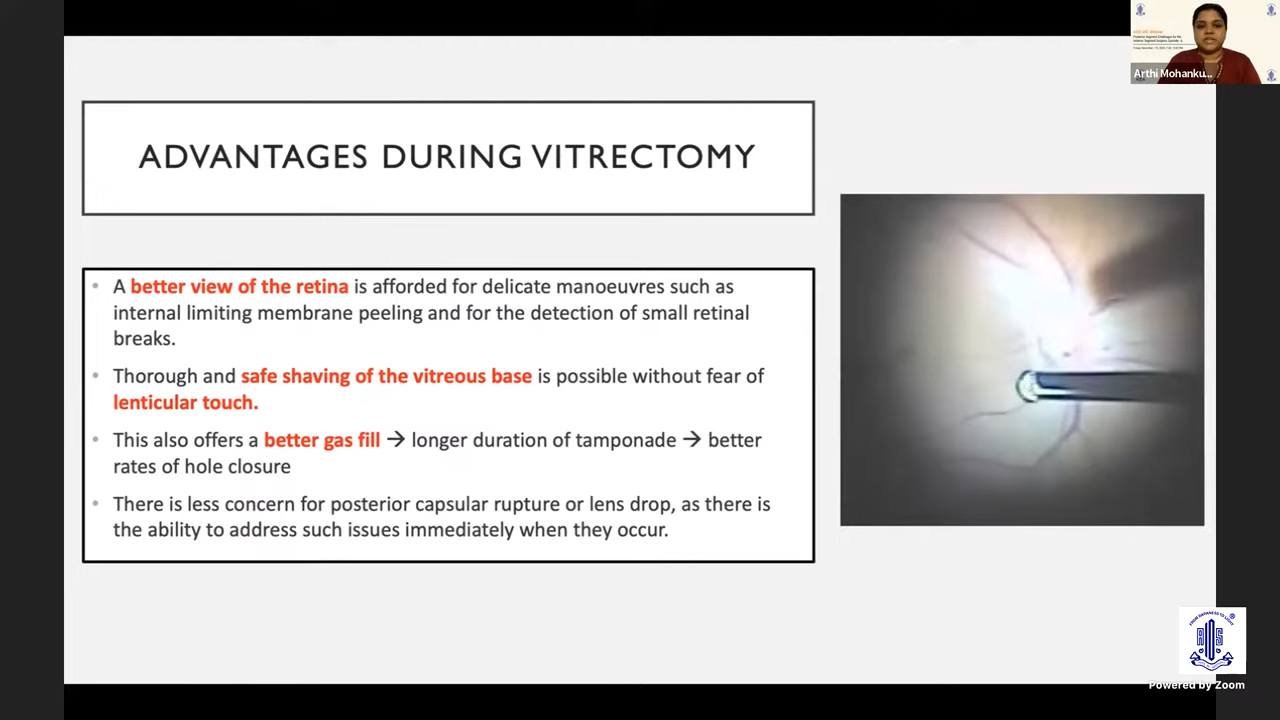 Arthi Mohanku...
ADVANTAGES DURING VITRECTOMY
• A better view of the retina is afforded for delicate manoeuvres such as
internal limiting membrane peeling and for the detection of small retinal
breaks.
• Thorough and safe shaving of the vitreous base is possible without fear of
lenticular touch.
• This also offers a better gas fill → longer duration of tamponade → better
rates of hole closure
• There is less concern for posterior capsular rupture or lens drop, as there is
the ability to address such issues immediately when they occur.
Powered by Zoom